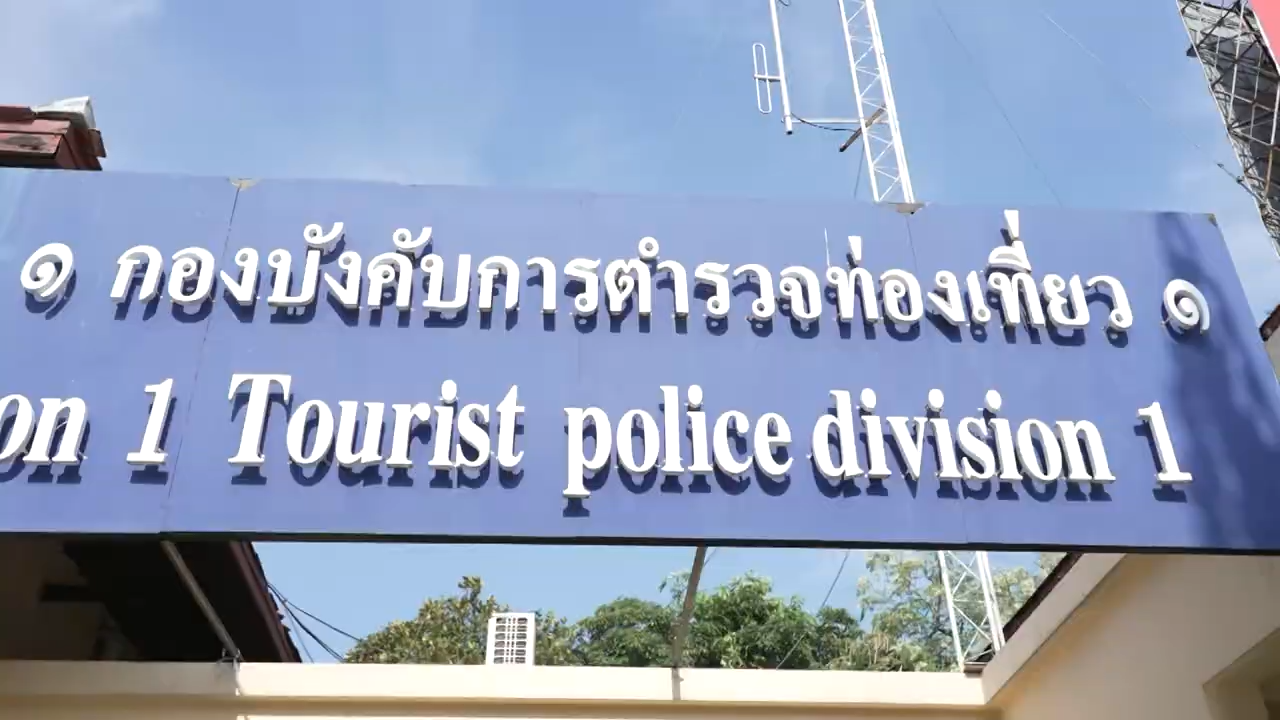 ๑ กองบังคับการตำรวจท่องเที่ยว ๑
on 1 Tourist police division 1